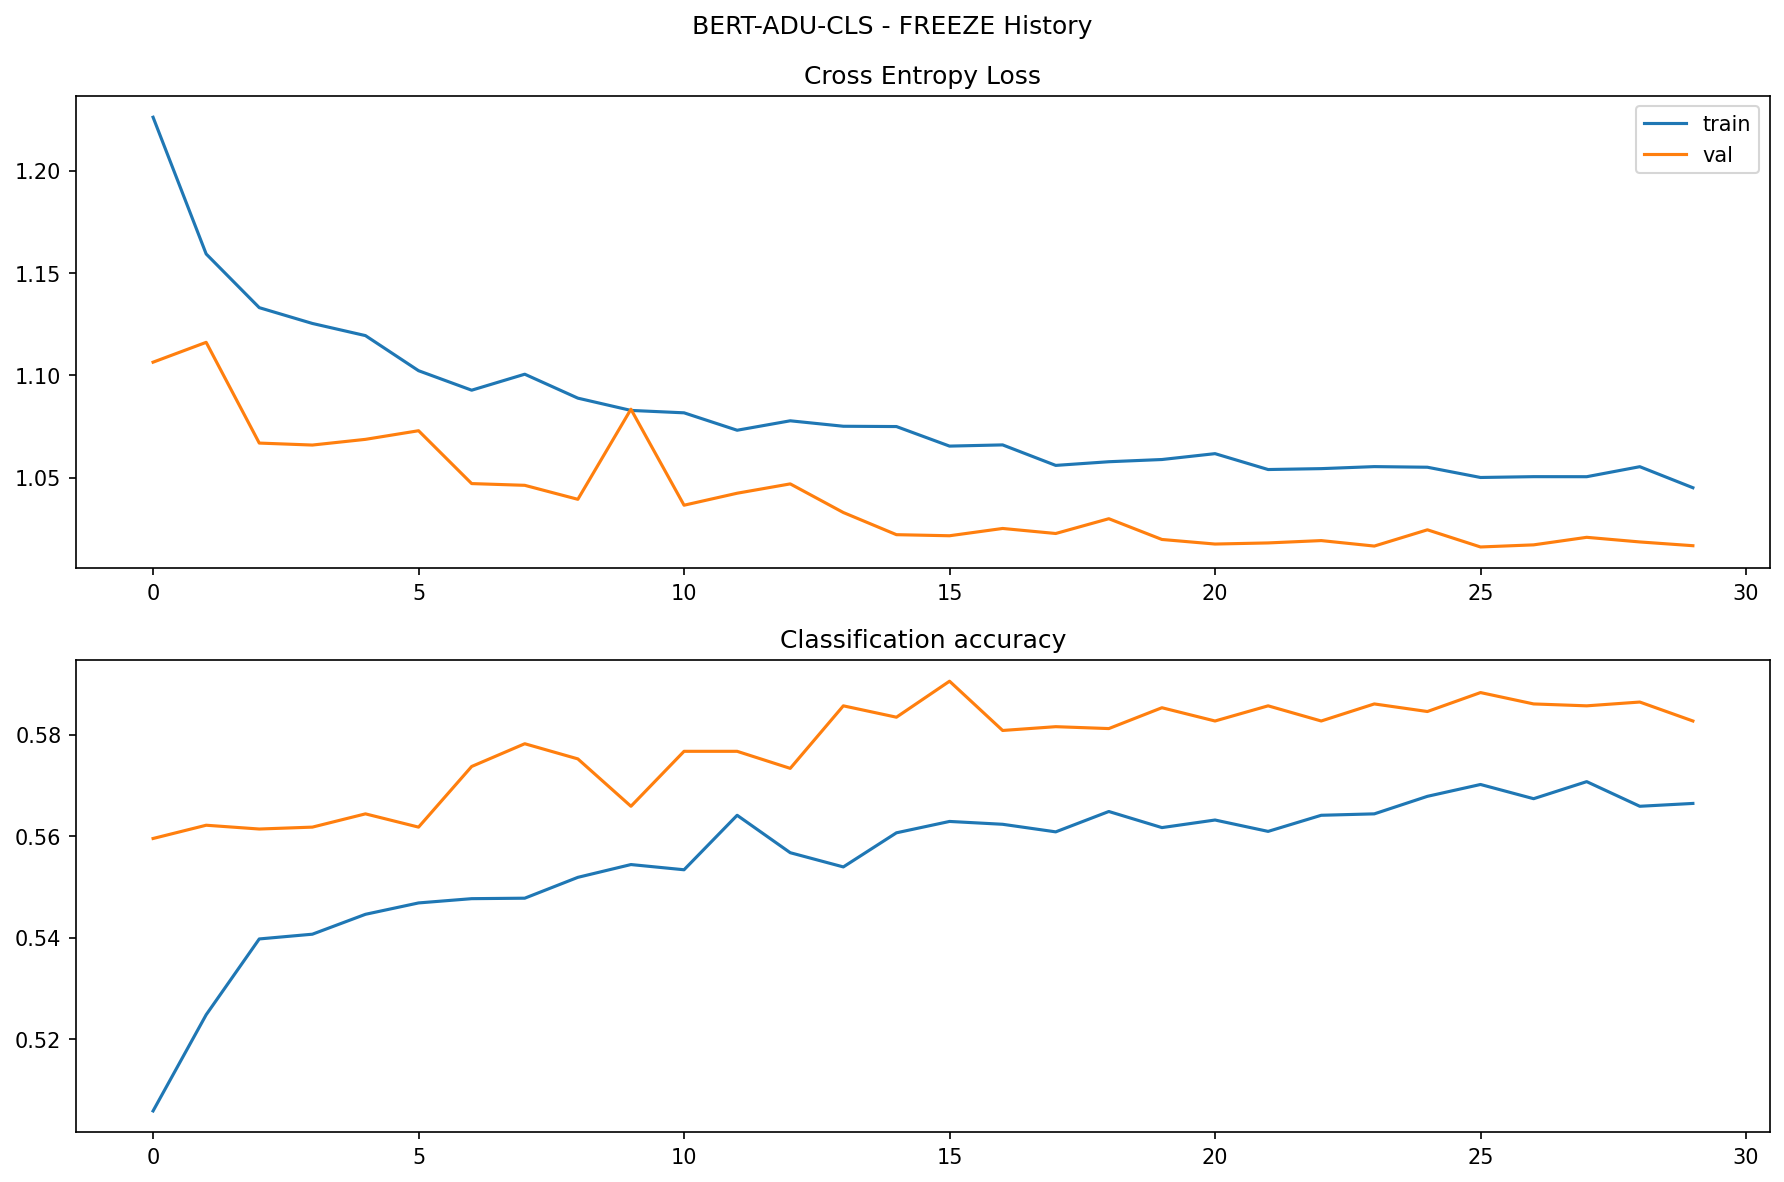 BERT-ADU-CLS - FREEZE History
Cross Entropy Loss
train
val
1.20
1.15
1.10
1.05
0 5 10 15 20 25 30
Classification accuracy
0.58
0.56
0.54
0.52
0 5 10 15 20 25 30